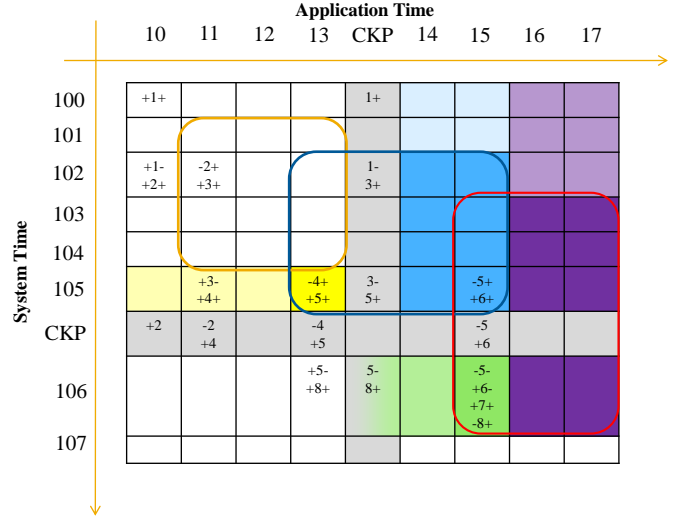 Application Time
10 11 12 13 CKP 14 15 16 17
System Time
100 +1+ 1+
101
102 +1- -2+ 1-
+2+ +3+ 3+
103
104
105 +3- -4+ 3- -5+
+4+ +5+ 5+ +6+
CKP +2 -2 -4 -5
+4 +5 +6
106 +5- 5- -5-
+8+ 8+ +6-
+7+
-8+
107